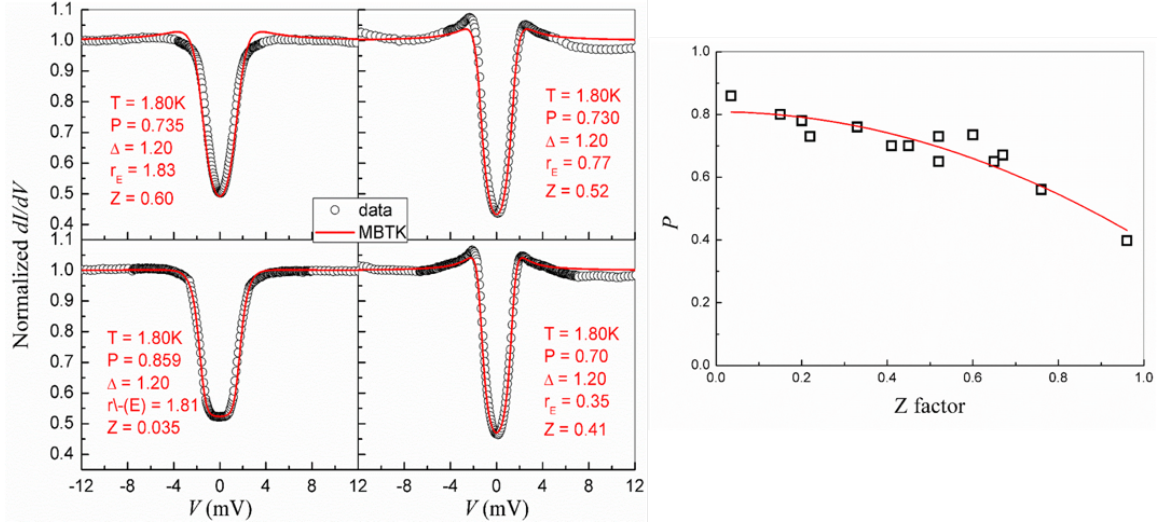 Normalized dI/dV
1.1
1.0
0.9
0.8
0.7
0.6
0.5
0.4
T = 1.80K
P = 0.735
Δ = 1.20
r_E = 1.83
Z = 0.60
T = 1.80K
P = 0.730
Δ = 1.20
r_E = 0.77
Z = 0.52
data
MBTK
1.1
1.0
0.9
0.8
0.7
0.6
0.5
0.4
T = 1.80K
P = 0.859
Δ = 1.20
r\-(E) = 1.81
Z = 0.035
T = 1.80K
P = 0.70
Δ = 1.20
r_E = 0.35
Z = 0.41
-12 -8 -4 0 4 8 -12 -8 -4 0 4 8 12
V (mV) V (mV)
P
1.0
0.8
0.6
0.4
0.2
0.0
0.0 0.2 0.4 0.6 0.8 1.0
Z factor